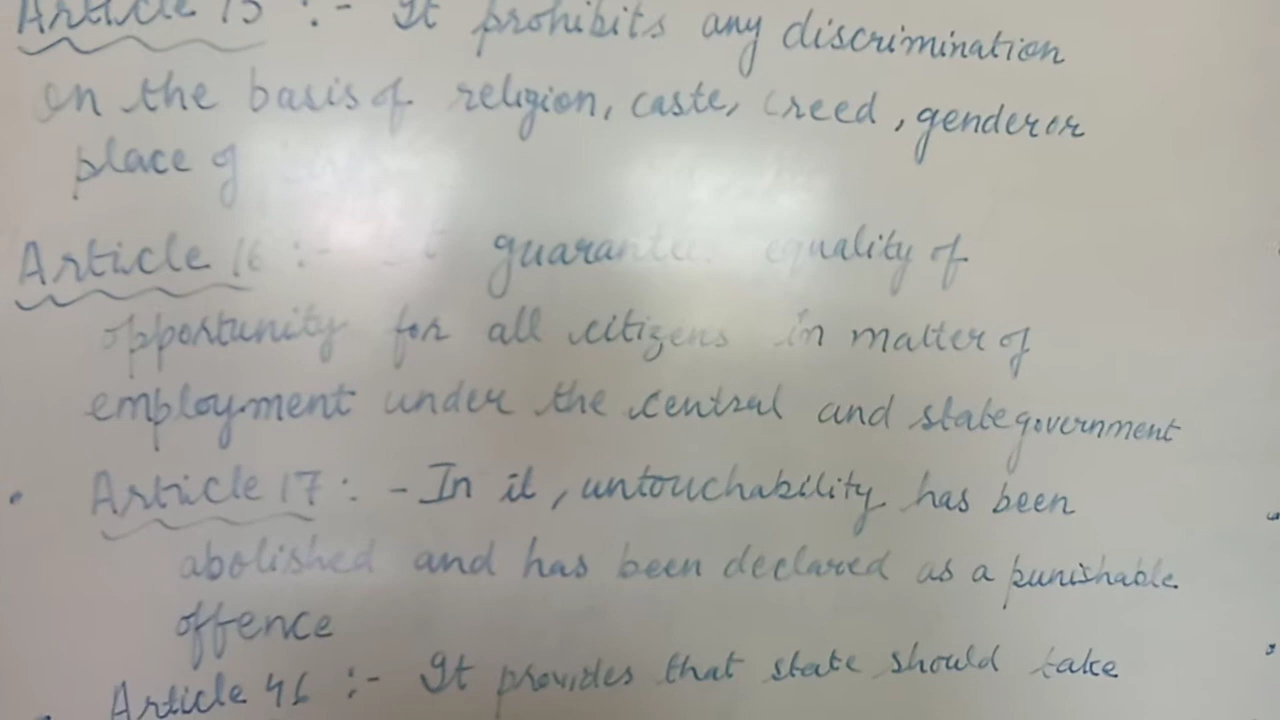 Article 15 :- It prohibits any discrimination
on the basis of religion, caste, creed, gender or
place of
Article 16 :- It guarantees equality of
opportunity for all citizens in matter of
employment under the central and state government
• Article 17 :- In it, untouchability has been
abolished and has been declared as a punishable
offence
Article 46 :- It provides that state should take